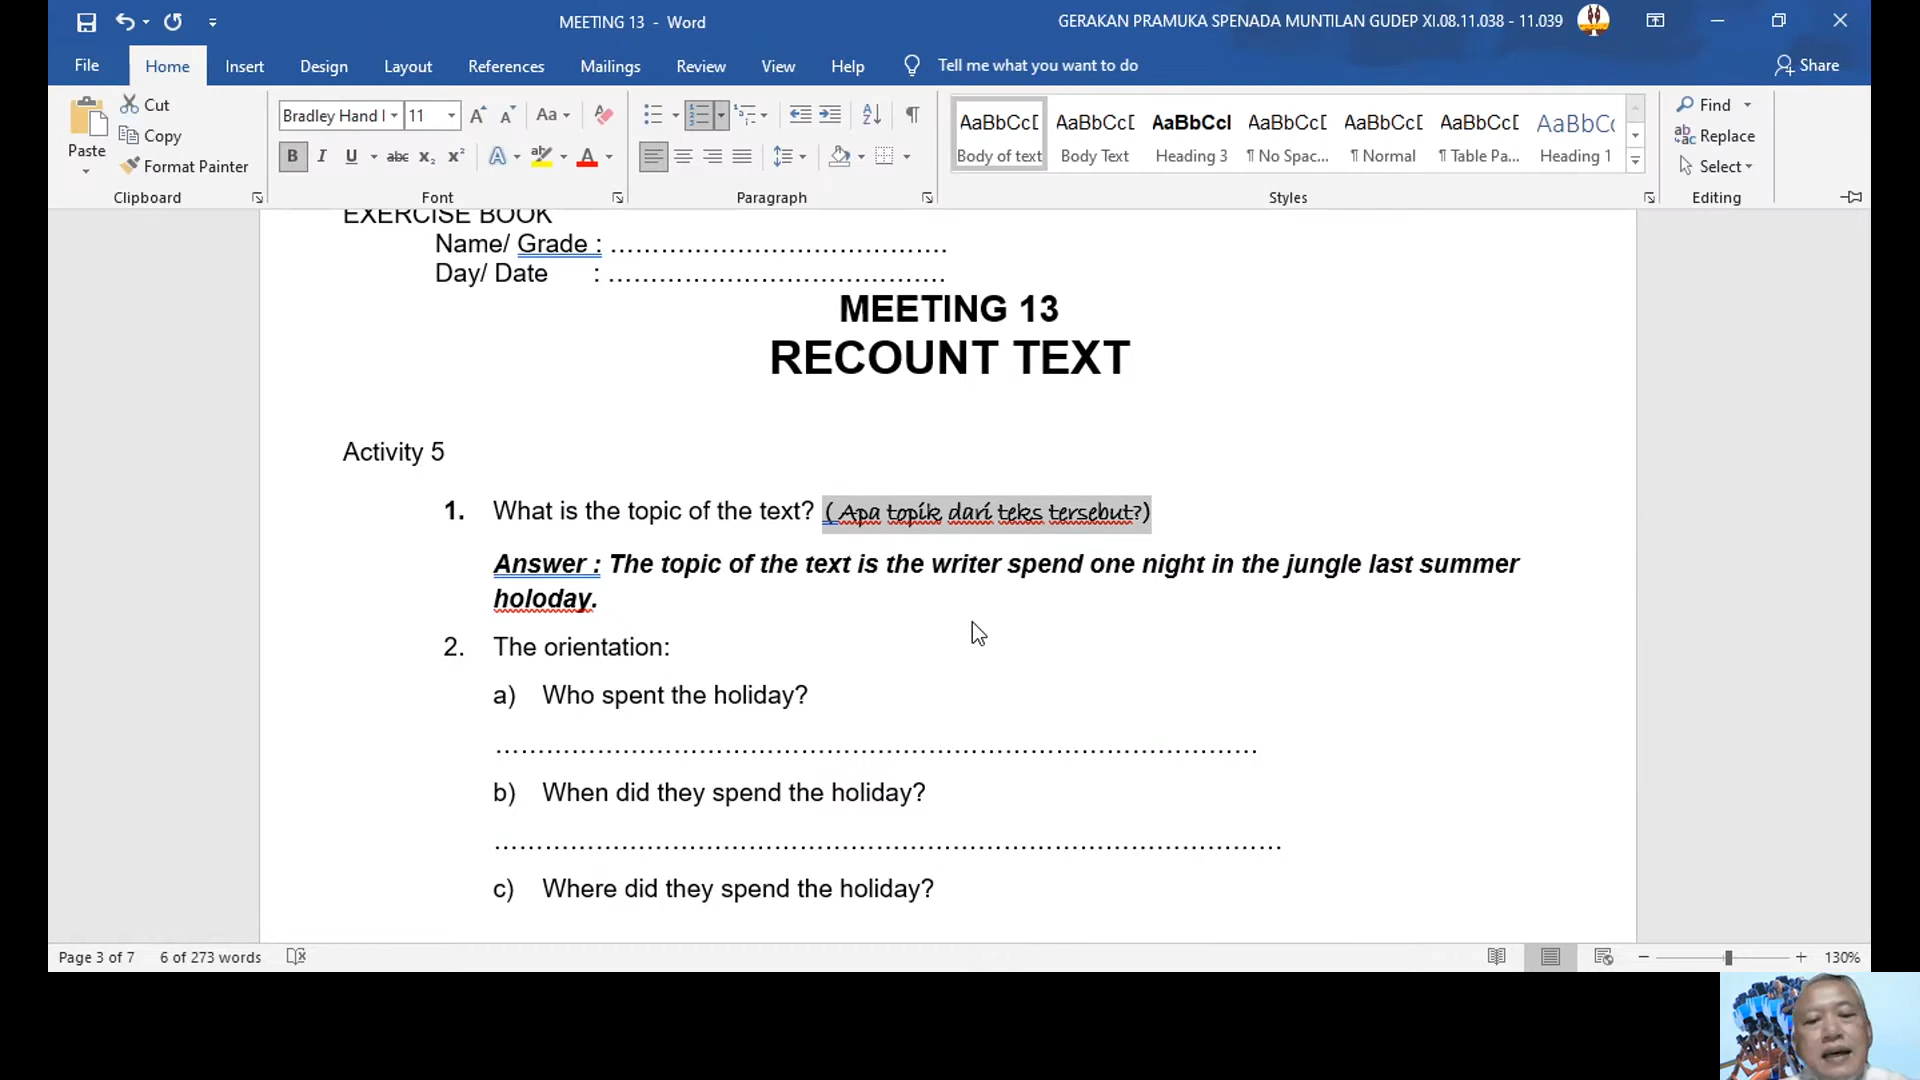 MEETING 13 - Word
GERAKAN PRAMUKA SPENADA MUNTILAN GUDEP XI.08.11.038 - 11.039
File Home Insert Design Layout References Mailings Review View Help Tell me what you want to do Share
Paste
Cut
Copy
Format Painter
Clipboard
Bradley Hand I 11
Font
Paragraph
AaBbCcD AaBbCcD AaBbCcI AaBbCcD AaBbCcD AaBbCcD AaBbCc
Body of text Body Text Heading 3 ¶ No Spac... ¶ Normal ¶ Table Pa... Heading 1
Styles
Find
Replace
Select
Editing
EXERCISE BOOK
Name/ Grade : ………………………………….
Day/ Date : ………………………………….
MEETING 13
RECOUNT TEXT
Activity 5
1. What is the topic of the text? ( Apa topik dari teks tersebut?)
Answer : The topic of the text is the writer spend one night in the jungle last summer
holoday.
2. The orientation:
a) Who spent the holiday?
……………………………………………………………………………….
b) When did they spend the holiday?
…………………………………………………………………………………
c) Where did they spend the holiday?
Page 3 of 7 6 of 273 words 130%